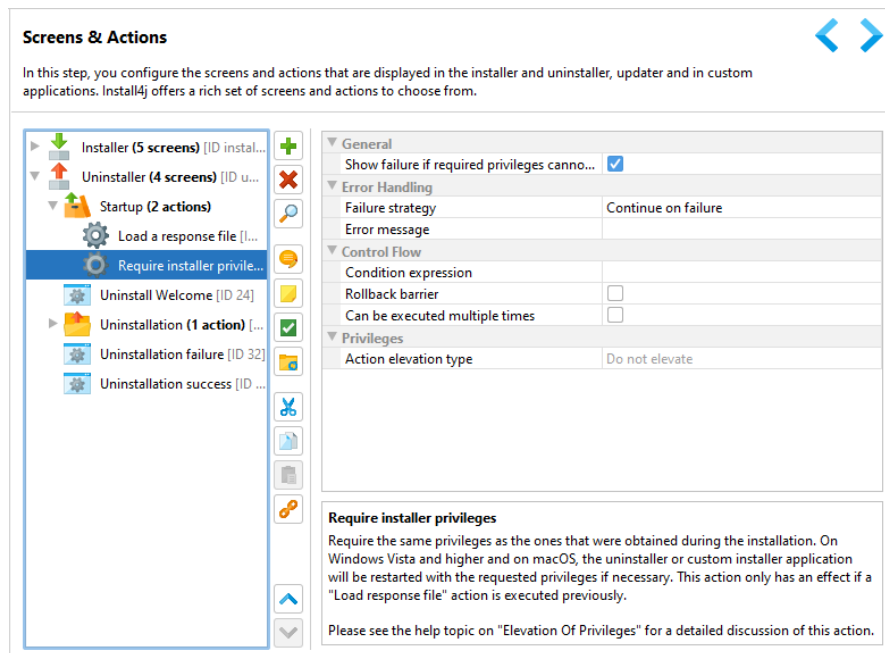 Screens & Actions
In this step, you configure the screens and actions that are displayed in the installer and uninstaller, updater and in custom
applications. Install4j offers a rich set of screens and actions to choose from.
Installer (5 screens) [ID instal...
Uninstaller (4 screens) [ID u...
Startup (2 actions)
Load a response file [I...
Require installer privile...
Uninstall Welcome [ID 24]
Uninstallation (1 action) [...
Uninstallation failure [ID 32]
Uninstallation success [ID ...
General
Show failure if required privileges canno...
Error Handling
Failure strategy Continue on failure
Error message
Control Flow
Condition expression
Rollback barrier
Can be executed multiple times
Privileges
Action elevation type Do not elevate
Require installer privileges
Require the same privileges as the ones that were obtained during the installation. On
Windows Vista and higher and on macOS, the uninstaller or custom installer application
will be restarted with the requested privileges if necessary. This action only has an effect if a
"Load response file" action is executed previously.
Please see the help topic on "Elevation Of Privileges" for a detailed discussion of this action.